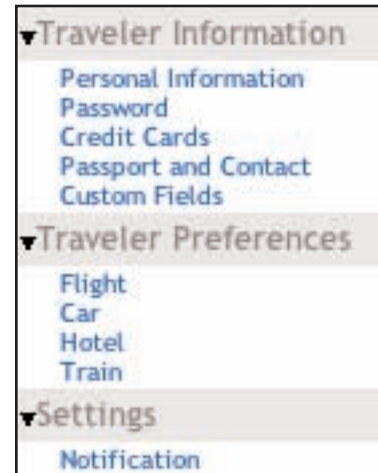 Traveler Information
Personal Information
Password
Credit Cards
Passport and Contact
Custom Fields
Traveler Preferences
Flight
Car
Hotel
Train
Settings
Notification